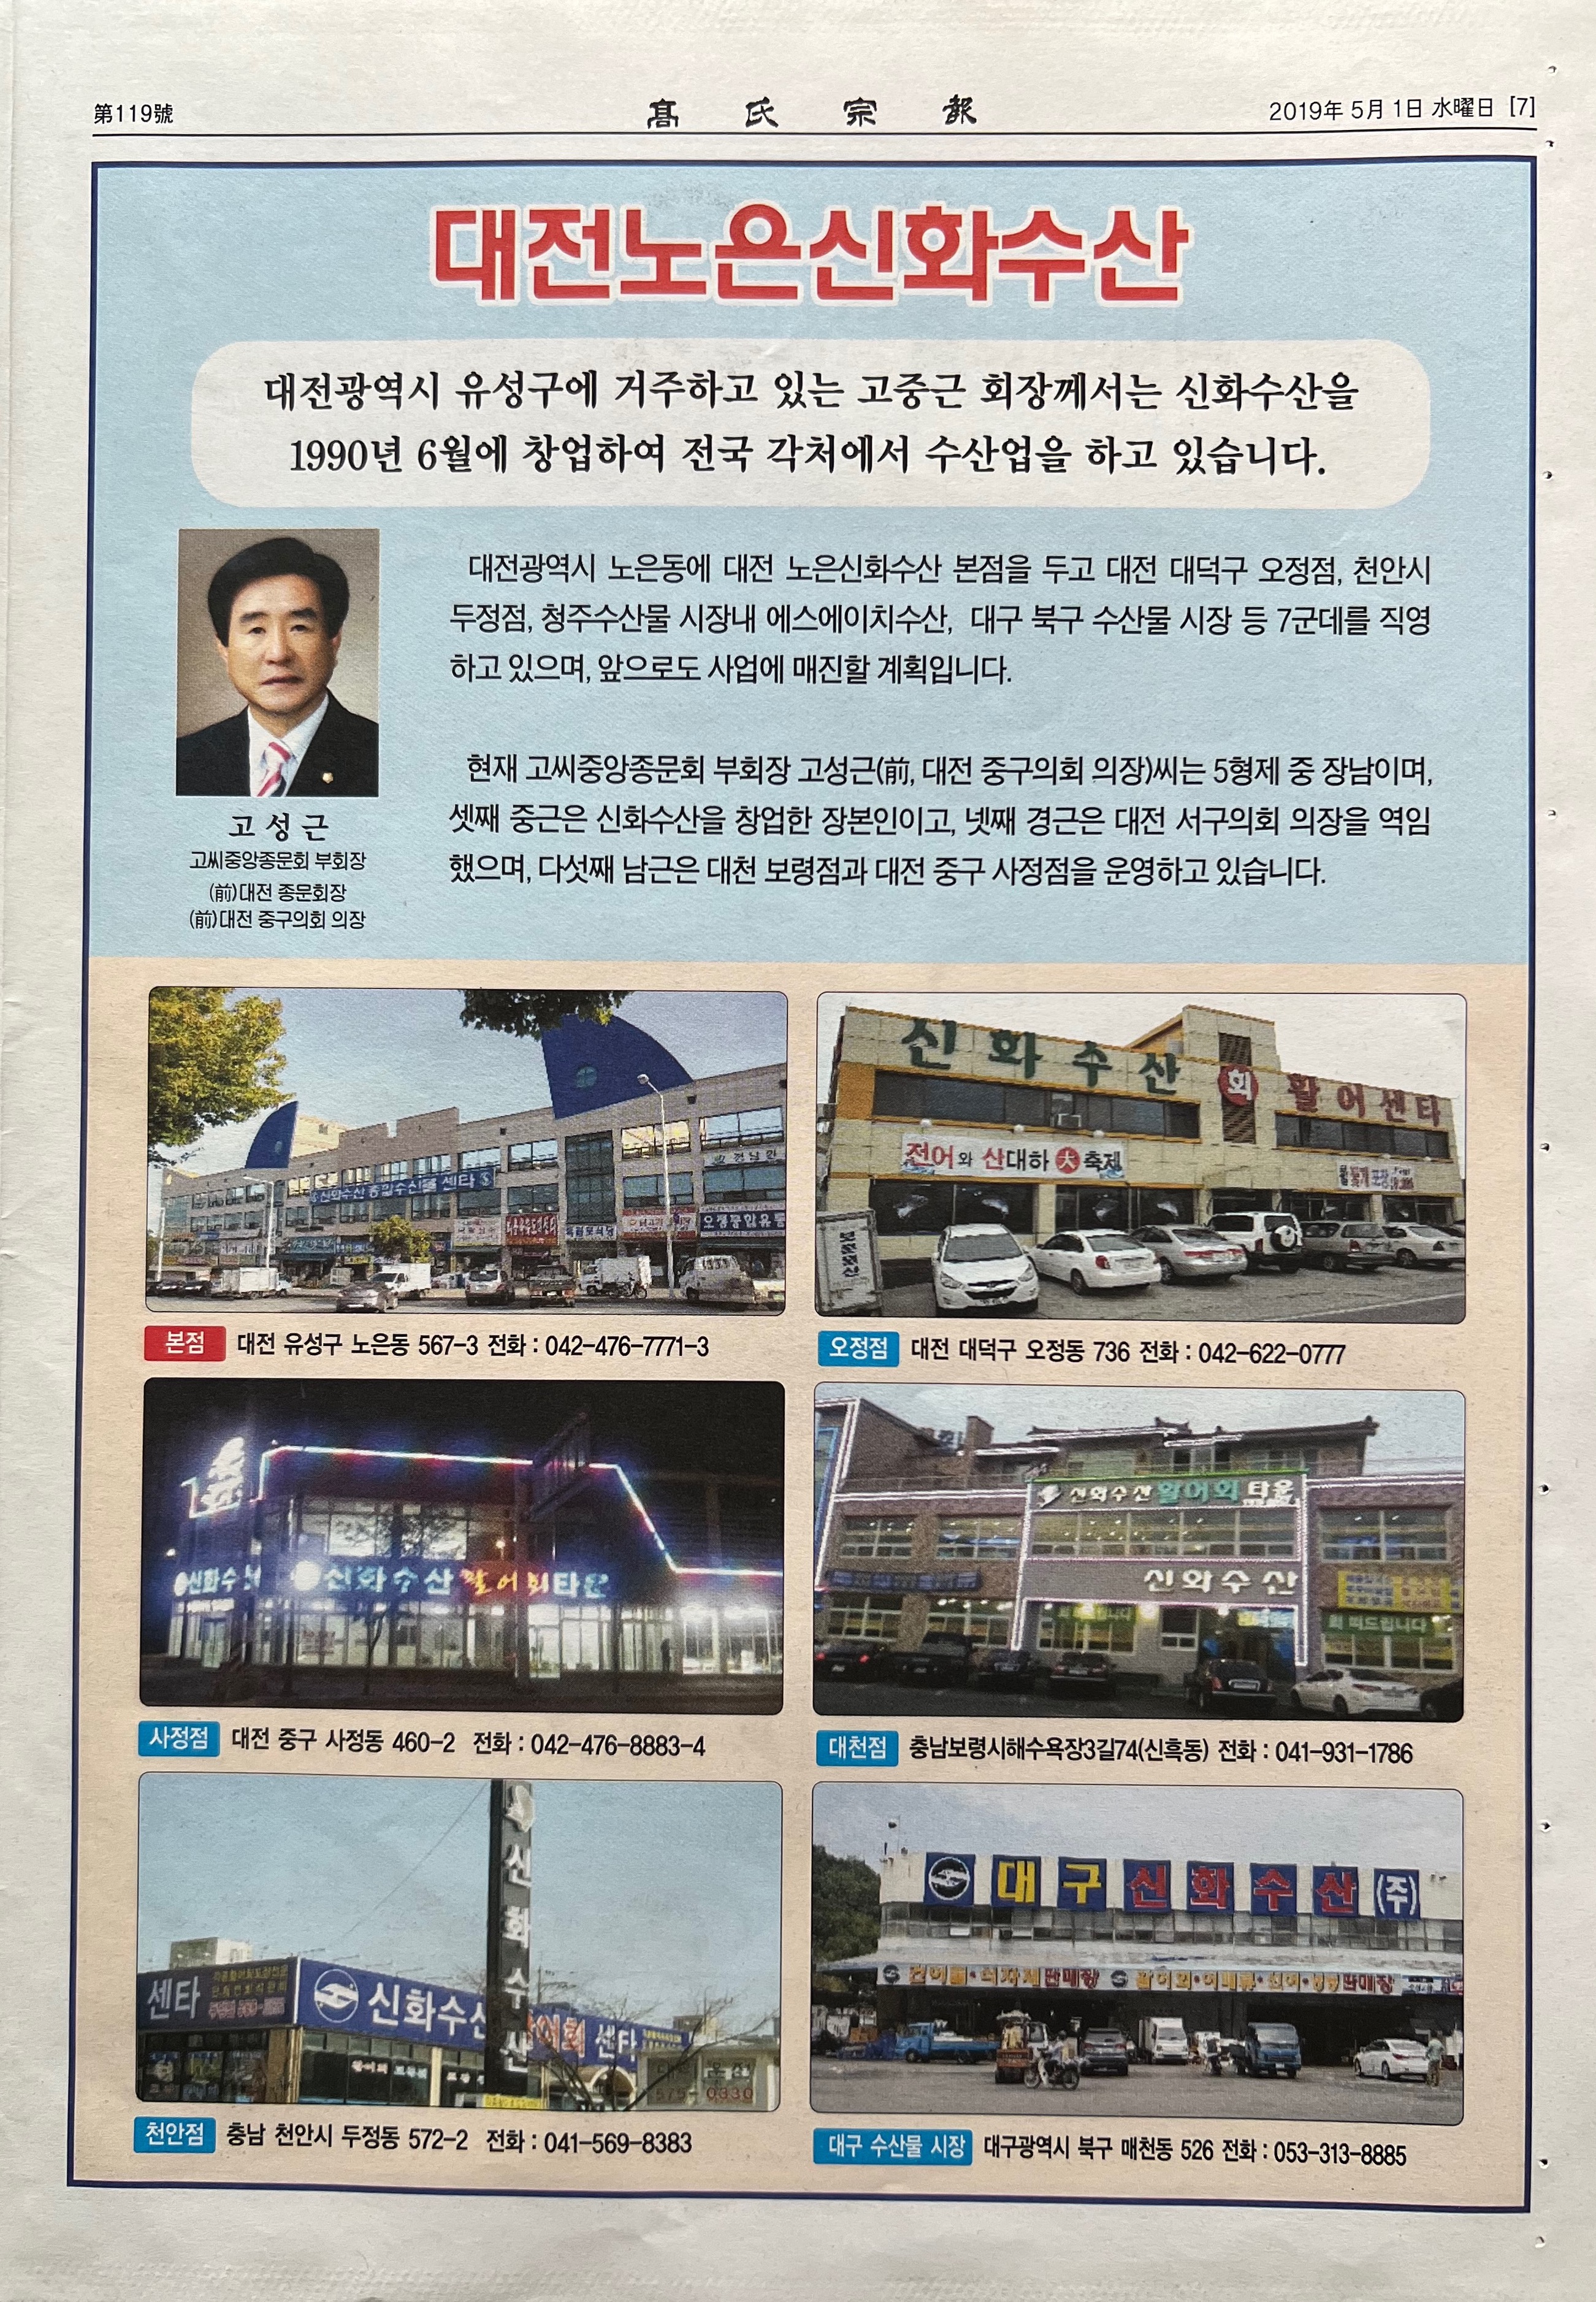 第119號
髙氏宗報
2019年 5月 1日 水曜日 [7]
대전노은신화수산
대전광역시 유성구에 거주하고 있는 고중근 회장께서는 신화수산을
1990년 6월에 창업하여 전국 각처에서 수산업을 하고 있습니다.
대전광역시 노은동에 대전 노은신화수산 본점을 두고 대전 대덕구 오정점, 천안시
두정점, 청주수산물 시장내 에스에이치수산, 대구 북구 수산물 시장 등 7군데를 직영
하고 있으며, 앞으로도 사업에 매진할 계획입니다.
현재 고씨중앙종문회 부회장 고성근(前, 대전 중구의회 의장)씨는 5형제 중 장남이며,
셋째 중근은 신화수산을 창업한 장본인이고, 넷째 경근은 대전 서구의회 의장을 역임
했으며, 다섯째 남근은 대천 보령점과 대전 중구 사정점을 운영하고 있습니다.
고성근
고씨중앙종문회 부회장
(前)대전 종문회장
(前)대전 중구의회 의장
신화수산 종합수산물 센타
신화수산 회 활어센타
전어와 산대하 大 축제
본점 대전 유성구 노은동 567-3 전화 : 042-476-7771-3
오정점 대전 대덕구 오정동 736 전화 : 042-622-0777
신화수산 활어회타운
신화수산활어회타운
신화수산
회 떠드립니다
사정점 대전 중구 사정동 460-2 전화 : 042-476-8883-4
대천점 충남보령시해수욕장3길74(신흑동) 전화 : 041-931-1786
신화수산
센타
신화수산 활어회 센타
대구신화수산(주)
천안점 충남 천안시 두정동 572-2 전화 : 041-569-8383
대구 수산물 시장 대구광역시 북구 매천동 526 전화 : 053-313-8885